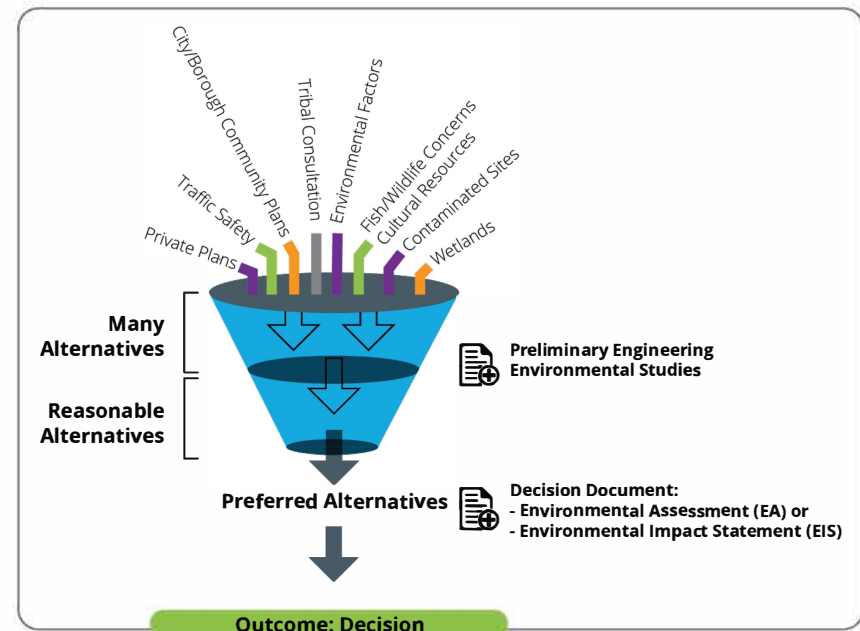 Private Plans
Traffic Safety
City/Borough Community Plans
Tribal Consultation
Environmental Factors
Fish/Wildlife Concerns
Cultural Resources
Contaminated Sites
Wetlands
Many
Alternatives
Reasonable
Alternatives
Preliminary Engineering
Environmental Studies
Preferred Alternatives
Decision Document:
- Environmental Assessment (EA) or
- Environmental Impact Statement (EIS)
Outcome: Decision